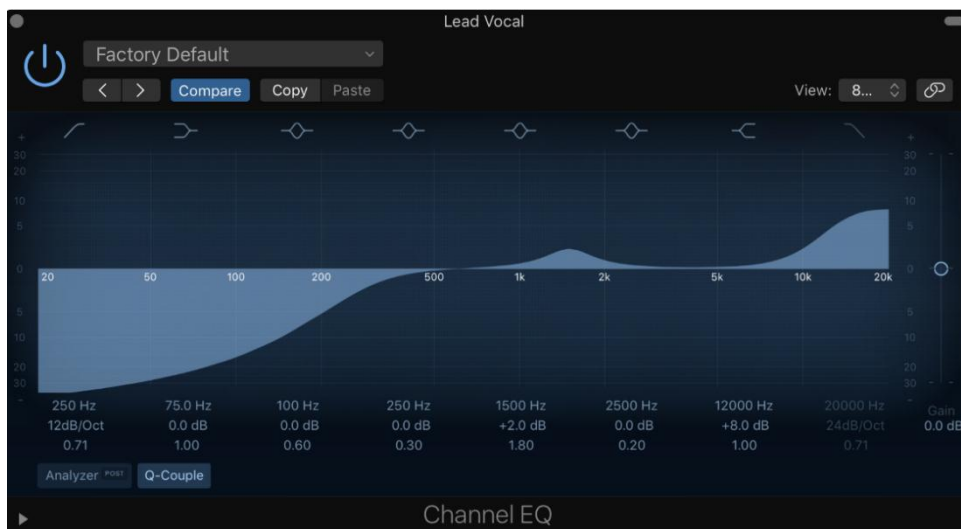 Lead Vocal
Factory Default
< > Compare Copy Paste View: 8...
+ +
30 30
20 20
10 10
5 5
0 20 50 100 200 500 1k 2k 5k 10k 20k 0
5 5
10 10
20 20
30 30
- -
250 Hz 75.0 Hz 100 Hz 250 Hz 1500 Hz 2500 Hz 12000 Hz 20000 Hz Gain
12dB/Oct 0.0 dB 0.0 dB 0.0 dB +2.0 dB 0.0 dB +8.0 dB 24dB/Oct 0.0 dB
0.71 1.00 0.60 0.30 1.80 0.20 1.00 0.71
Analyzer POST Q-Couple
Channel EQ